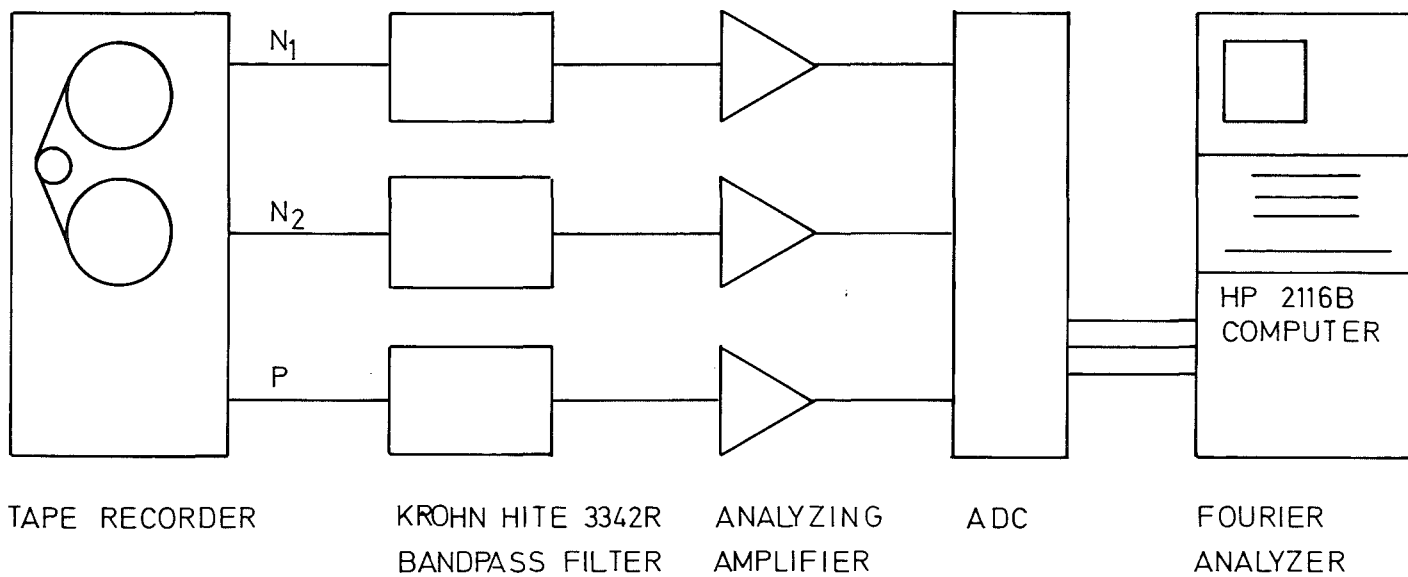 N1
N2
P
HP 2116B
COMPUTER
TAPE RECORDER
KROHN HITE 3342R
BANDPASS FILTER
ANALYZING
AMPLIFIER
ADC
FOURIER
ANALYZER